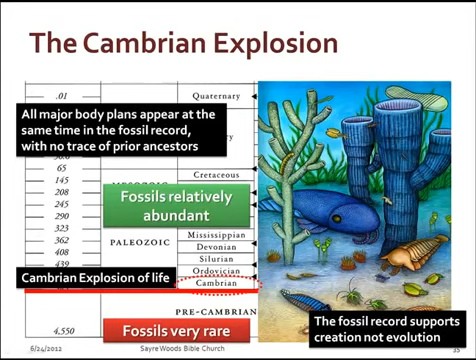 The Cambrian Explosion
.01
Quaternary
All major body plans appear at the
same time in the fossil record,
with no trace of prior ancestors
65
Cretaceous
145
208
245
Fossils relatively
abundant
290
323
Mississippian
362
PALEOZOIC
Devonian
408
Silurian
439
Ordovician
Cambrian Explosion of life
Cambrian
PRE-CAMBRIAN
4,550
Fossils very rare
The fossil record supports
creation not evolution
6/24/2012
SayreWoods Bible Church
35